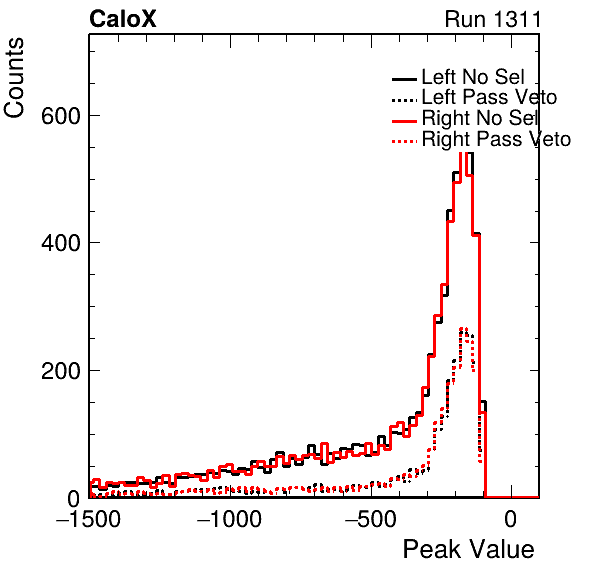 CaloX Run 1311
Counts
Left No Sel
Left Pass Veto
Right No Sel
Right Pass Veto
600
400
200
0
−1500 −1000 −500 0
Peak Value